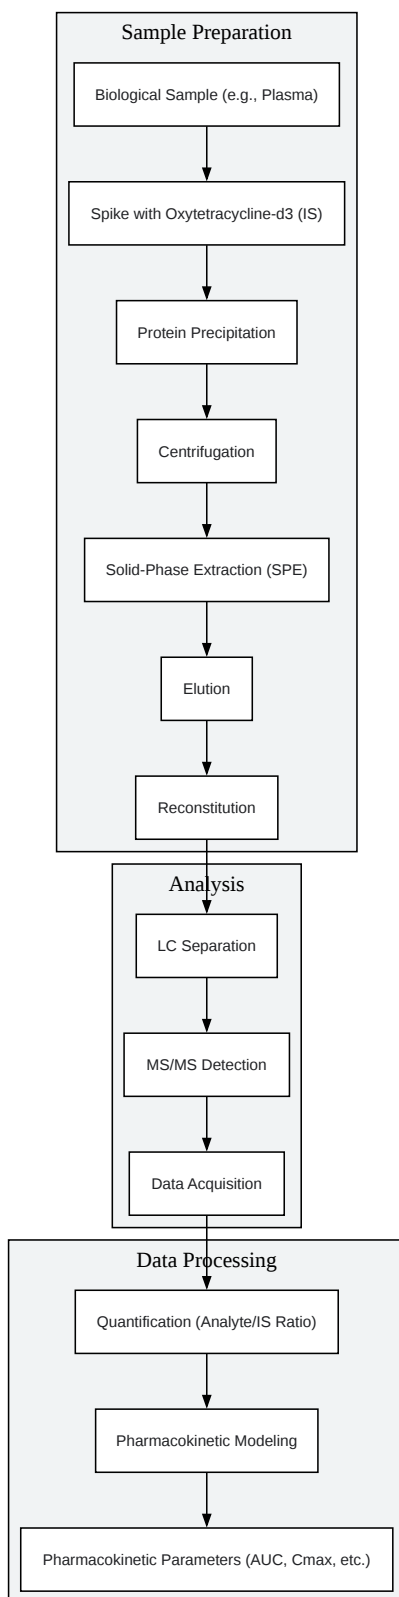 Sample Preparation
Biological Sample (e.g., Plasma)
Spike with Oxytetracycline-d3 (IS)
Protein Precipitation
Centrifugation
Solid-Phase Extraction (SPE)
Elution
Reconstitution
Analysis
LC Separation
MS/MS Detection
Data Acquisition
Data Processing
Quantification (Analyte/IS Ratio)
Pharmacokinetic Modeling
Pharmacokinetic Parameters (AUC, Cmax, etc.)